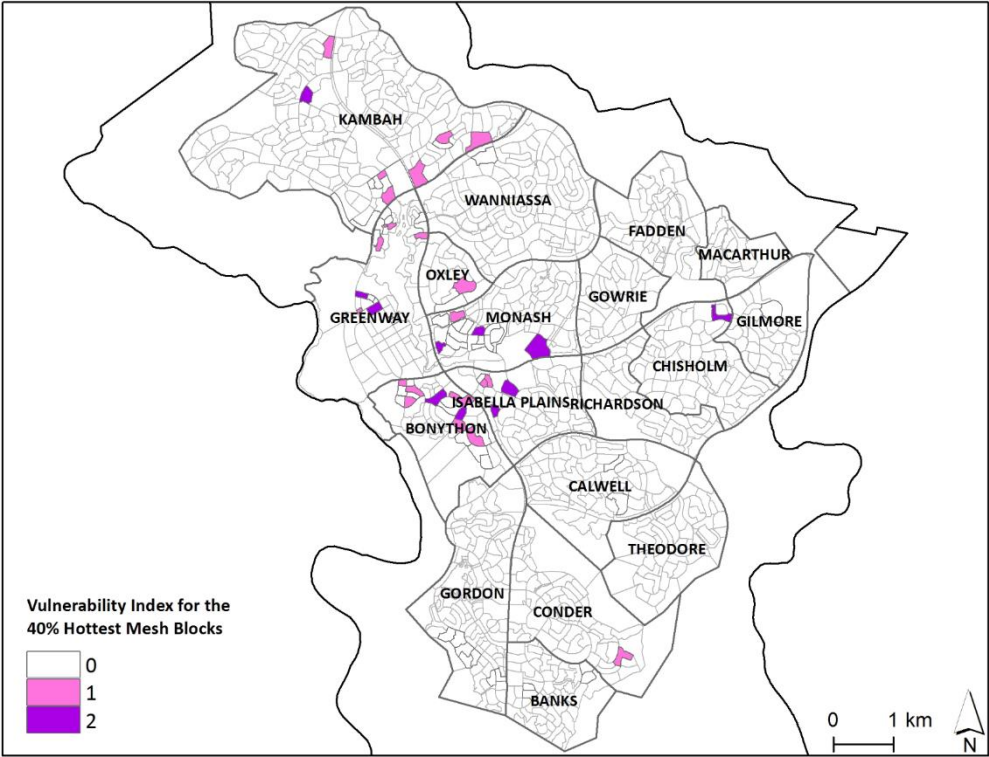 KAMBAH
WANNIASSA
FADDEN
MACARTHUR
OXLEY
GOWRIE
GREENWAY
MONASH
GILMORE
CHISHOLM
ISABELLA PLAINS
RICHARDSON
BONYTHON
CALWELL
THEODORE
GORDON
CONDER
BANKS
Vulnerability Index for the
40% Hottest Mesh Blocks
0
1
2
0 1 km
N